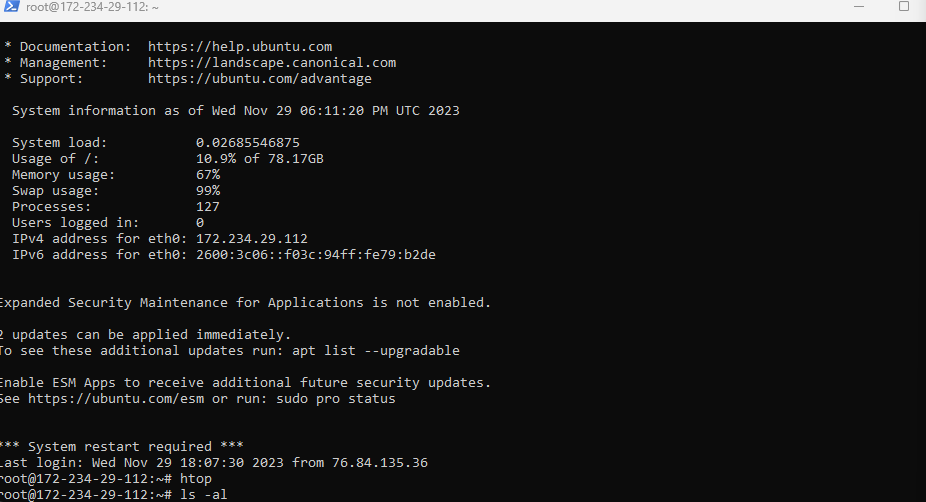 root@172-234-29-112: ~
* Documentation:  https://help.ubuntu.com
* Management:     https://landscape.canonical.com
* Support:        https://ubuntu.com/advantage
System information as of Wed Nov 29 06:11:20 PM UTC 2023
System load:           0.02685546875
Usage of /:            10.9% of 78.17GB
Memory usage:          67%
Swap usage:            99%
Processes:             127
Users logged in:       0
IPv4 address for eth0: 172.234.29.112
IPv6 address for eth0: 2600:3c06::f03c:94ff:fe79:b2de
Expanded Security Maintenance for Applications is not enabled.
2 updates can be applied immediately.
To see these additional updates run: apt list --upgradable
Enable ESM Apps to receive additional future security updates.
See https://ubuntu.com/esm or run: sudo pro status
*** System restart required ***
Last login: Wed Nov 29 18:07:30 2023 from 76.84.135.36
root@172-234-29-112:~# htop
root@172-234-29-112:~# ls -al